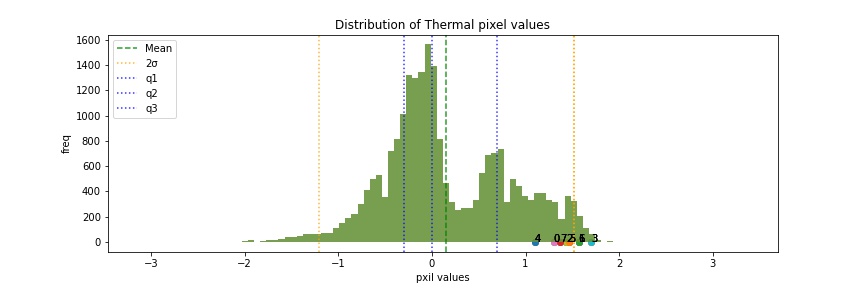 Distribution of Thermal pixel values
1600
1400
1200
1000
800
600
400
200
0
freq
Mean
2σ
q1
q2
q3
4
3
−3
−2
−1
0
1
2
3
pxil values